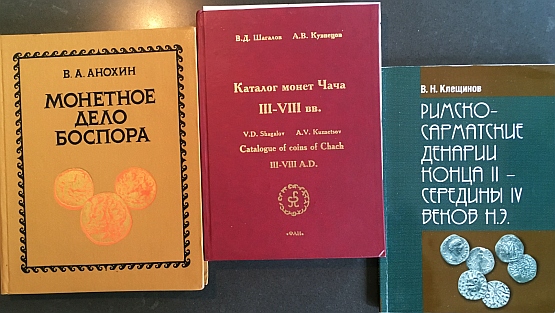 В. А. АНОХИН
МОНЕТНОЕ
ДЕЛО
БОСПОРА
В.Д. Шагалов А.В. Кузнецов
Каталог монет Чача
III-VIII вв.
V.D. Shagalov A.V. Kuznetsov
Catalogue of coins of Chach
III-VIII A.D.
«ФАН»
В. Н. Клещинов
РИМСКО-
САРМАТСКИЕ
ДЕНАРИИ
КОНЦА II –
СЕРЕДИНЫ IV
ВЕКОВ Н.Э.